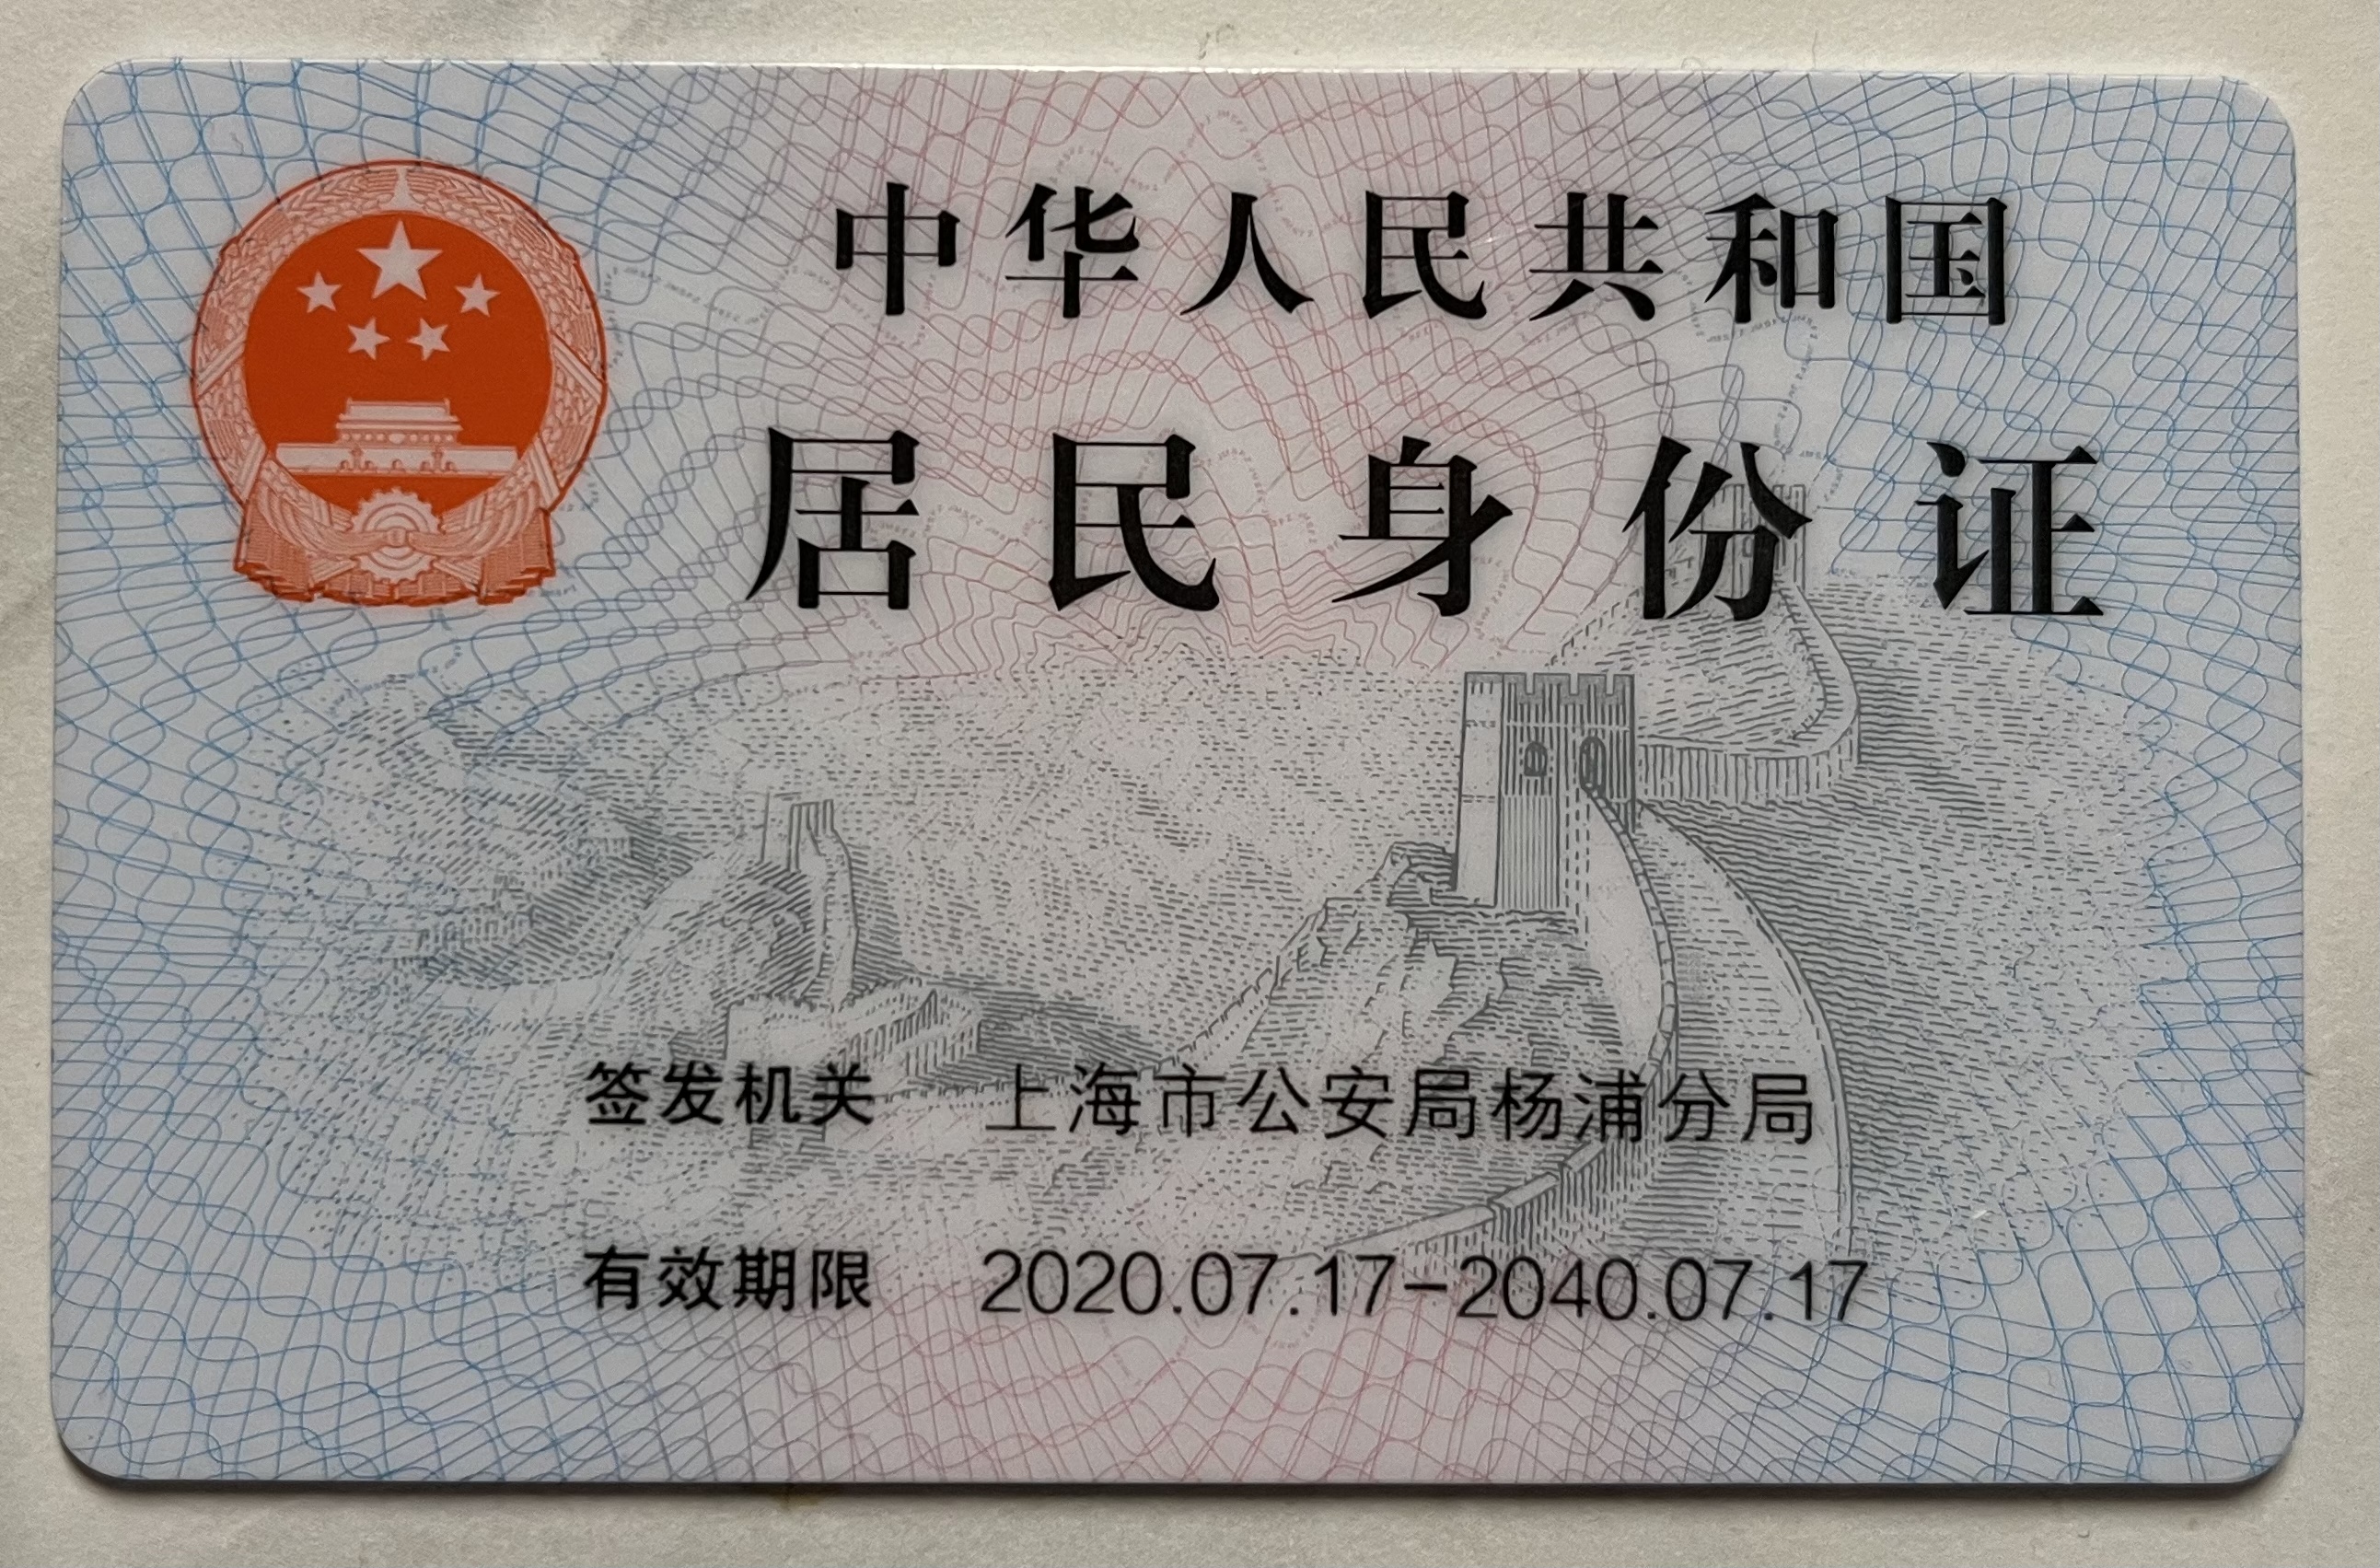 中华人民共和国
居民身份证
签发机关 上海市公安局杨浦分局
有效期限 2020.07.17-2040.07.17